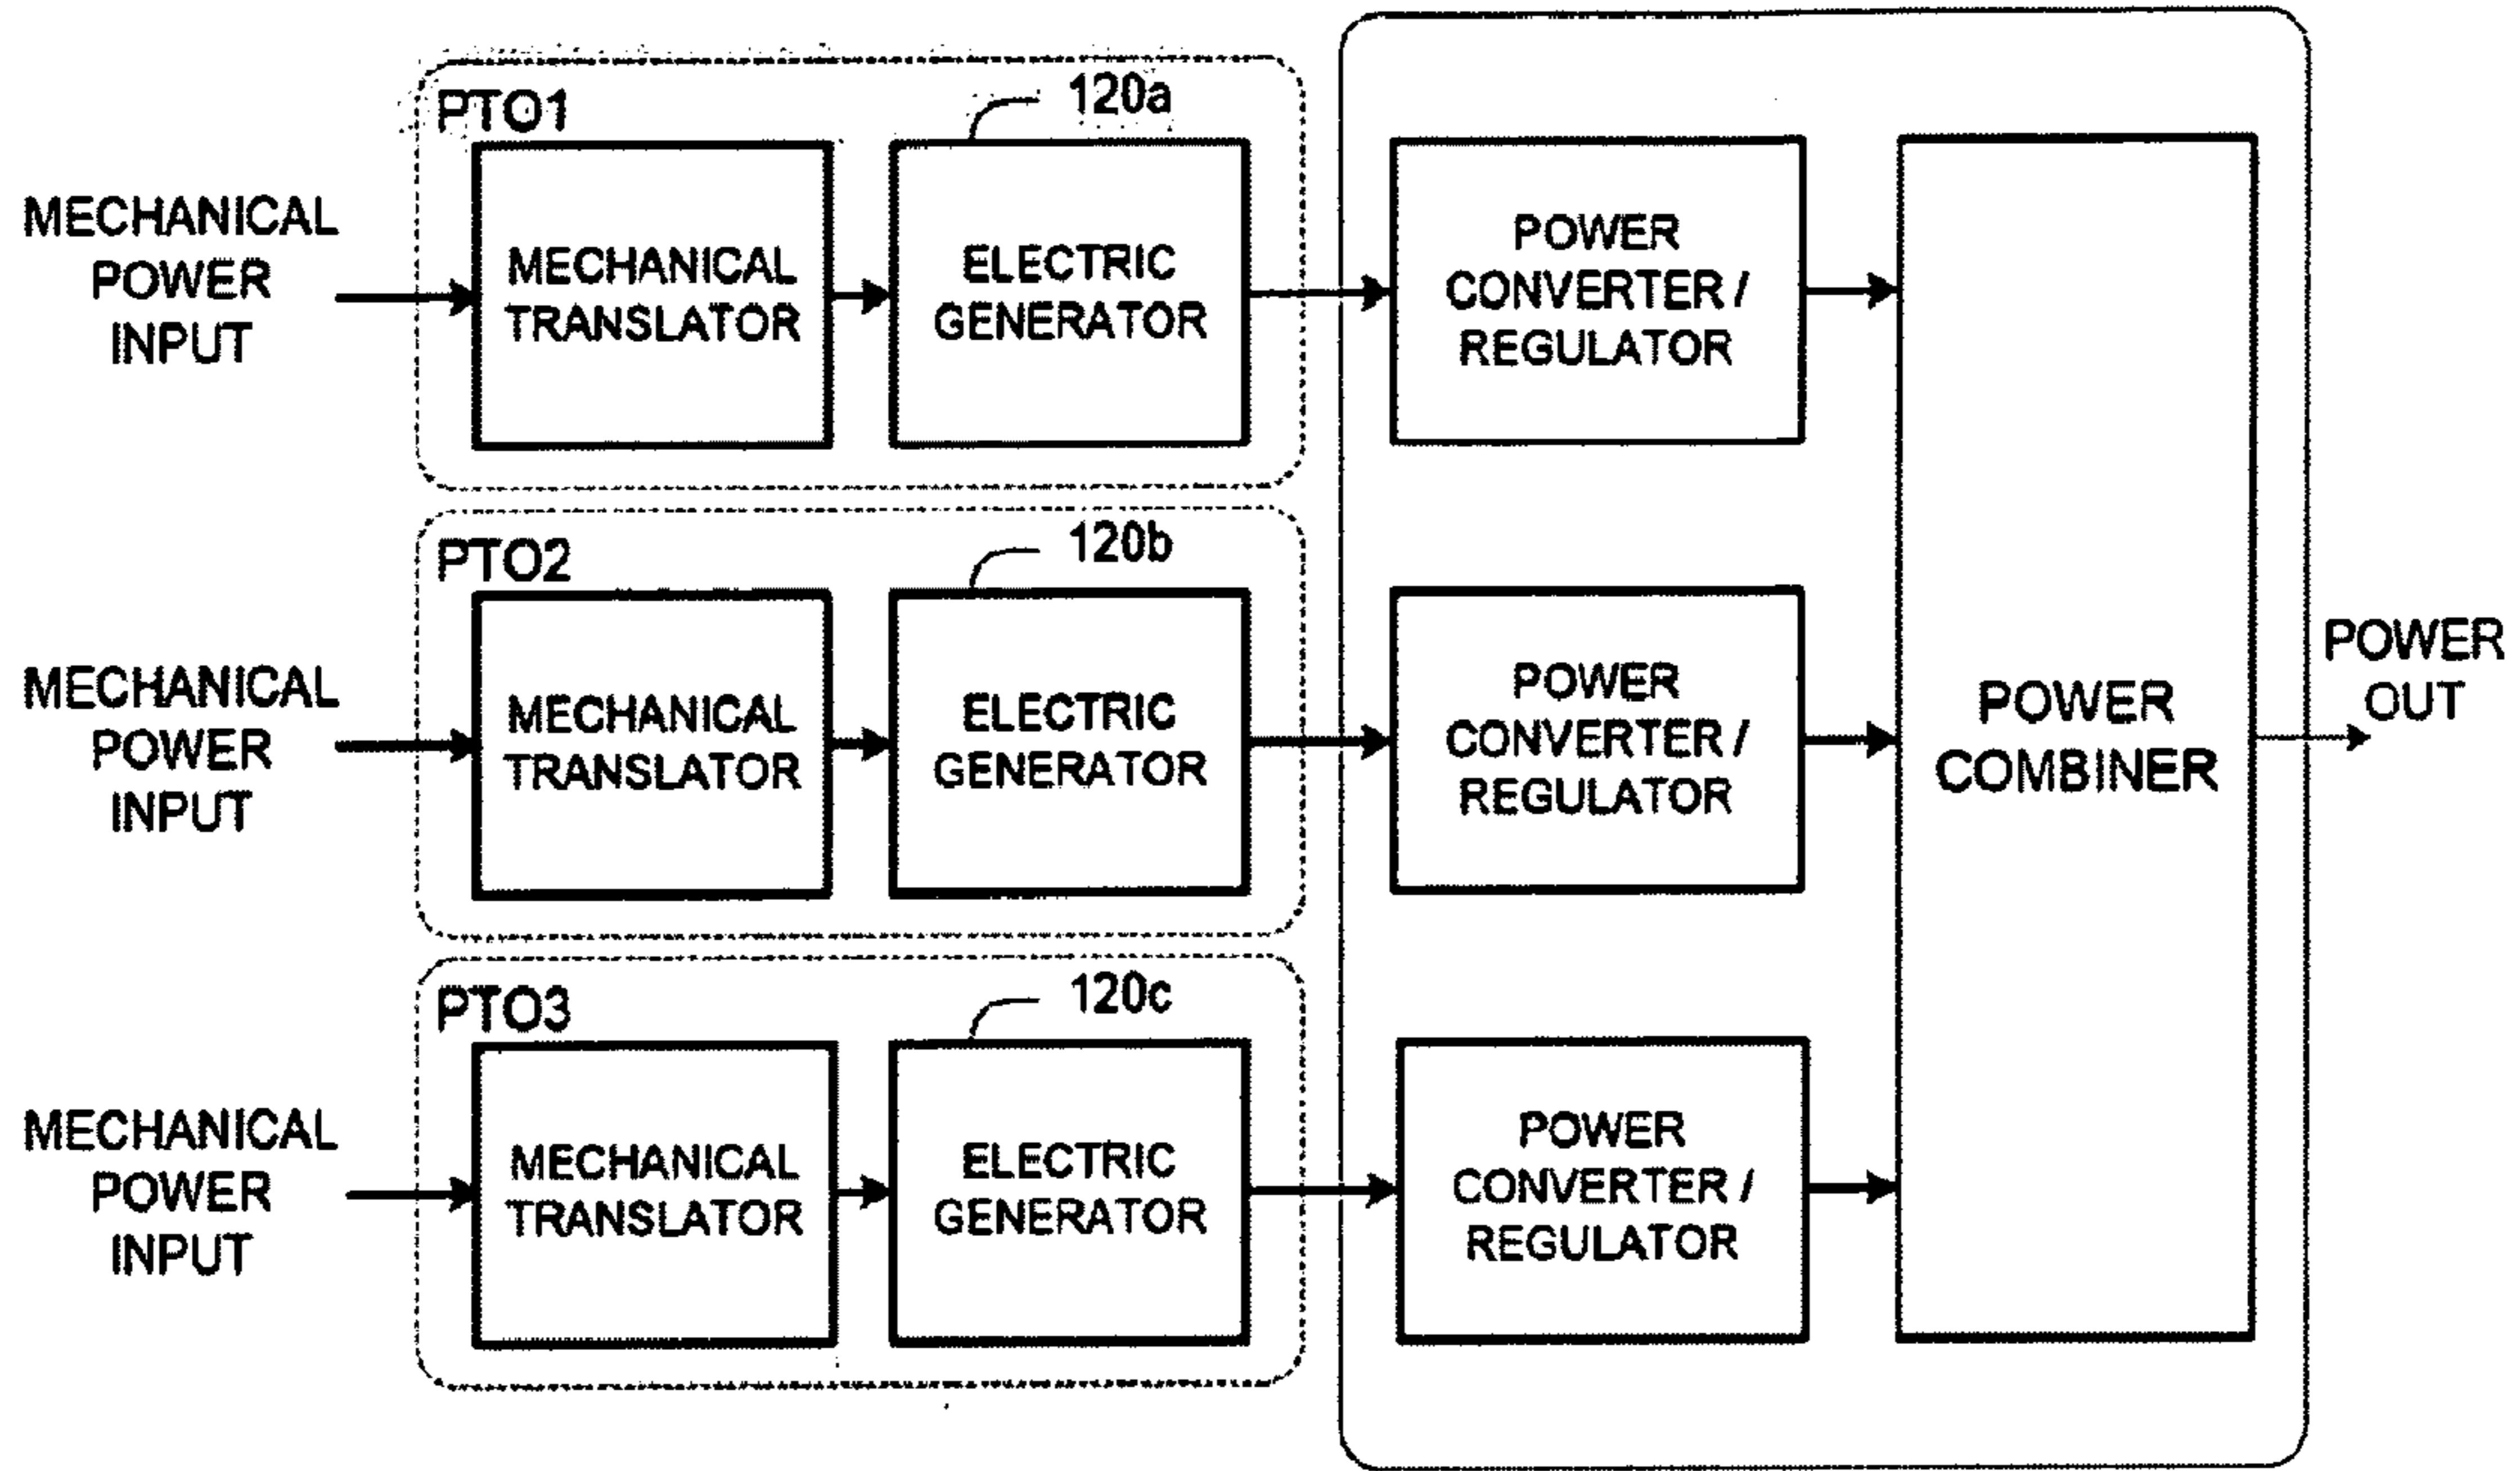 PTO1
120a
MECHANICAL
POWER
INPUT
MECHANICAL
TRANSLATOR
ELECTRIC
GENERATOR
POWER
CONVERTER /
REGULATOR
PTO2
120b
MECHANICAL
POWER
INPUT
MECHANICAL
TRANSLATOR
ELECTRIC
GENERATOR
POWER
CONVERTER /
REGULATOR
POWER
COMBINER
POWER
OUT
PTO3
120c
MECHANICAL
POWER
INPUT
MECHANICAL
TRANSLATOR
ELECTRIC
GENERATOR
POWER
CONVERTER /
REGULATOR